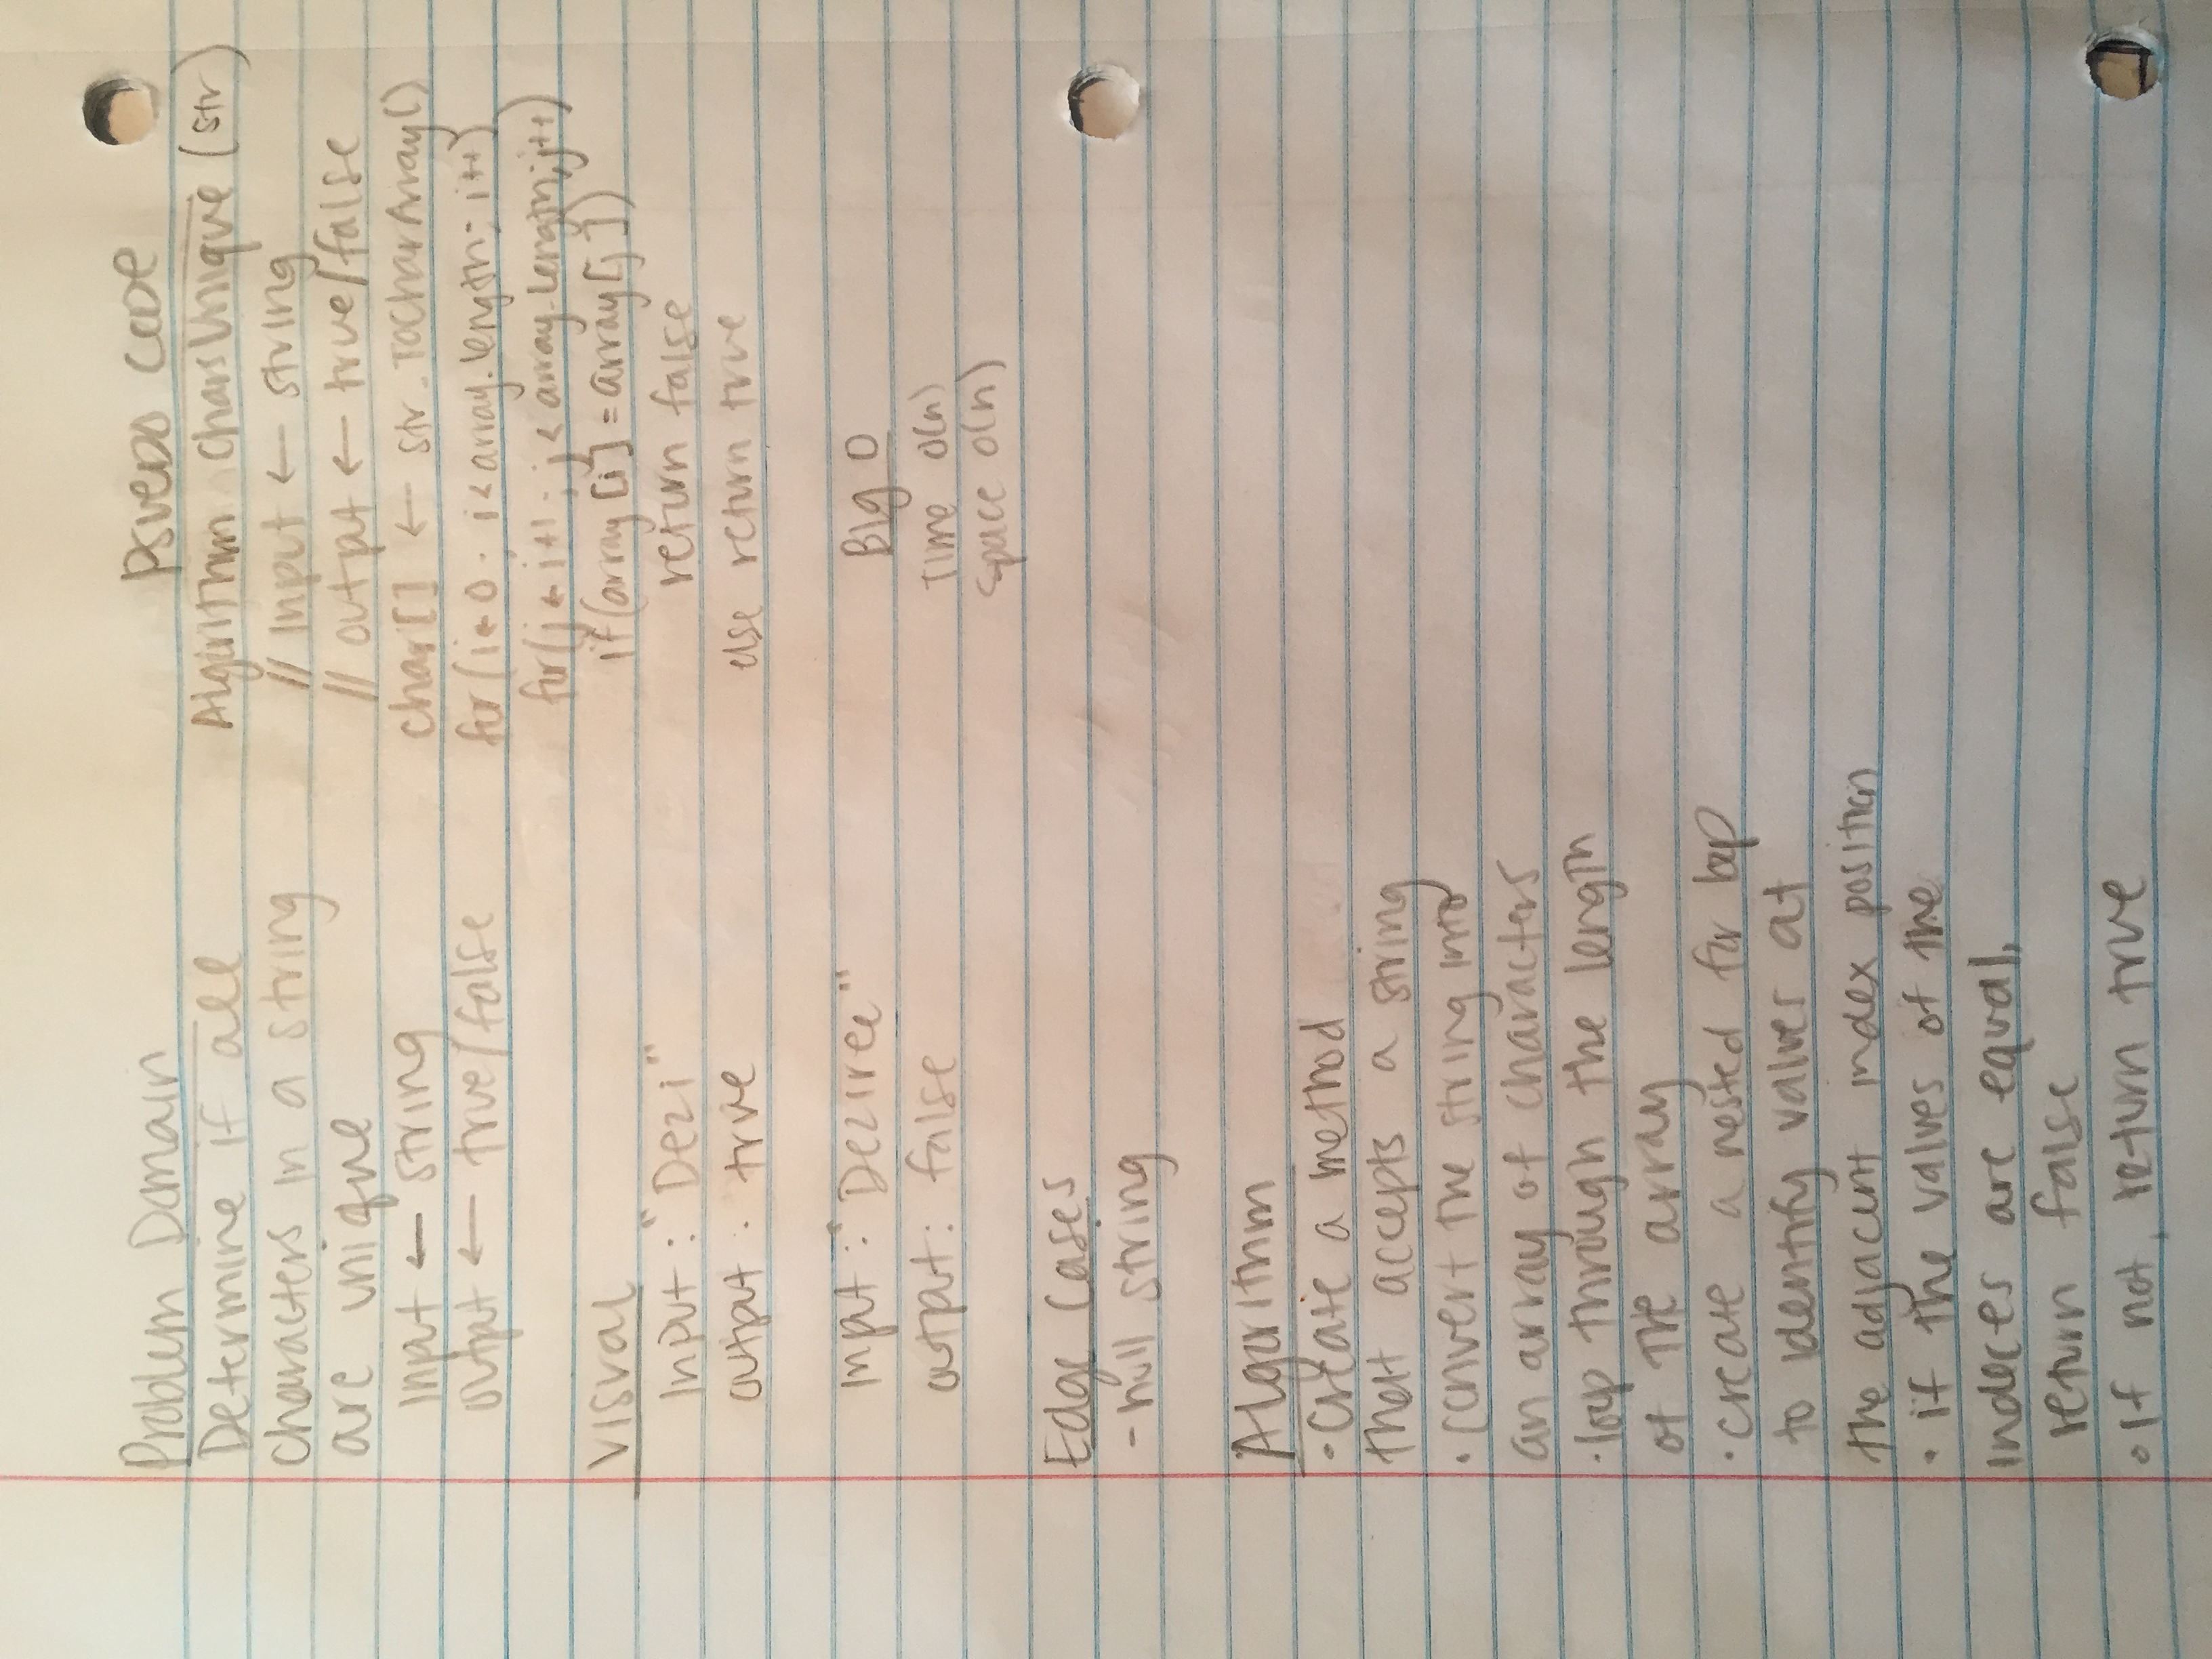 Problem Domain
Determine if all
characters in a string
are unique
Input ← string
output ← true/false
Visual
Input : "Dezi"
output : true
Input : "Deziree"
output : false
Edge Cases
- null string
Algorithm
- Create a method
that accepts a string
· convert the string into
an array of characters
· loop through the length
of the array
· create a nested for loop
to identify values at
the adjacent index position
· if the values of the
indeces are equal,
return false
· If not, return true
Psuedo Code
Algorithm CharsUnique (str)
// Input ← string
// output ← true/false
char[] ← str.ToCharArray()
for(i ← 0; i < array.length; i++)
for(j ← i+1; j < array.length; j++)
if(array[i] = array[j])
return false
else return true
Big O
Time O(n)
Space O(n)